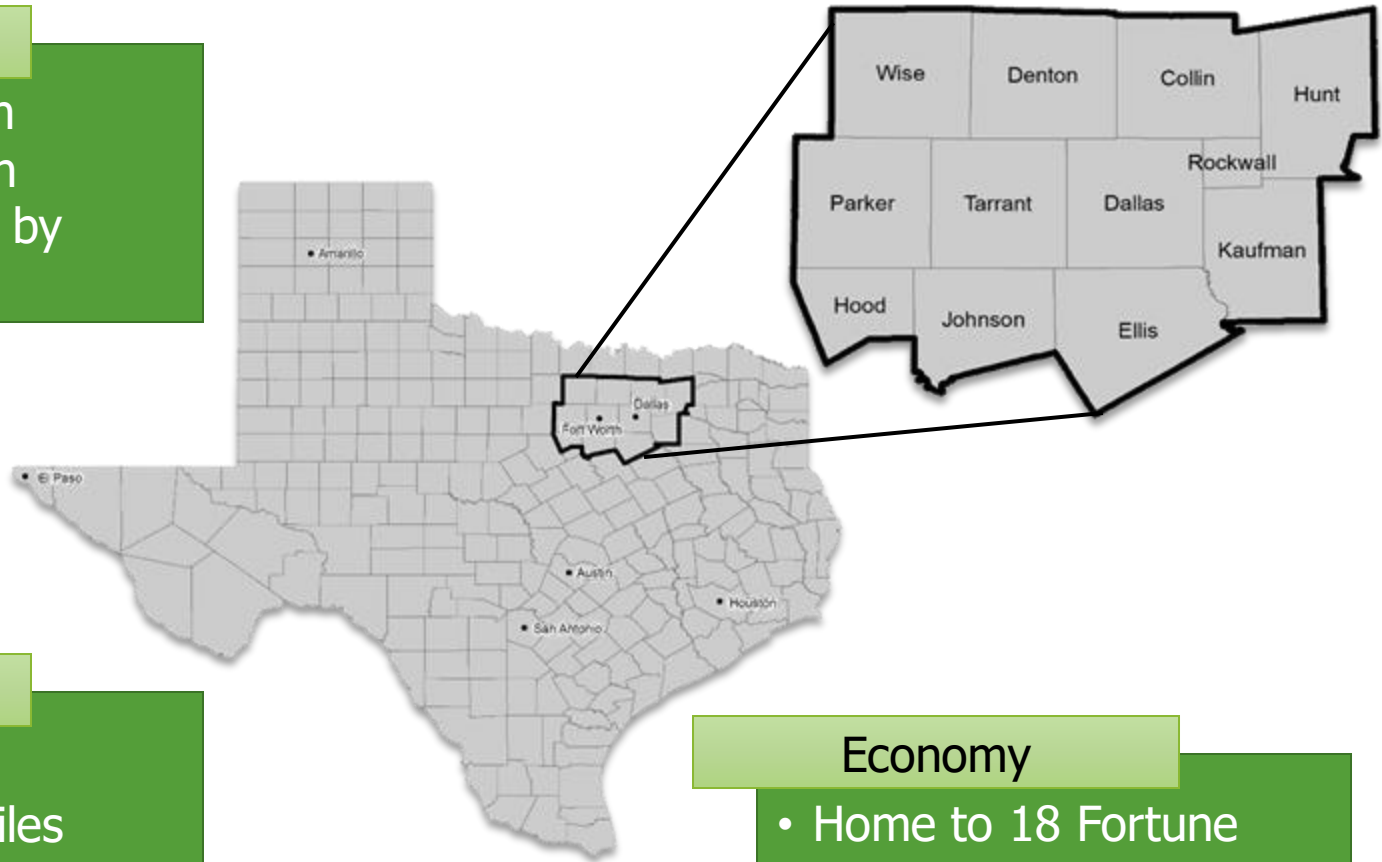 n
n
by
Wise
Denton
Collin
Hunt
Rockwall
Parker
Tarrant
Dallas
Kaufman
Hood
Johnson
Ellis
• Amarillo
Dallas
Fort Worth
• El Paso
• Austin
• Houston
• San Antonio
iles
Economy
• Home to 18 Fortune